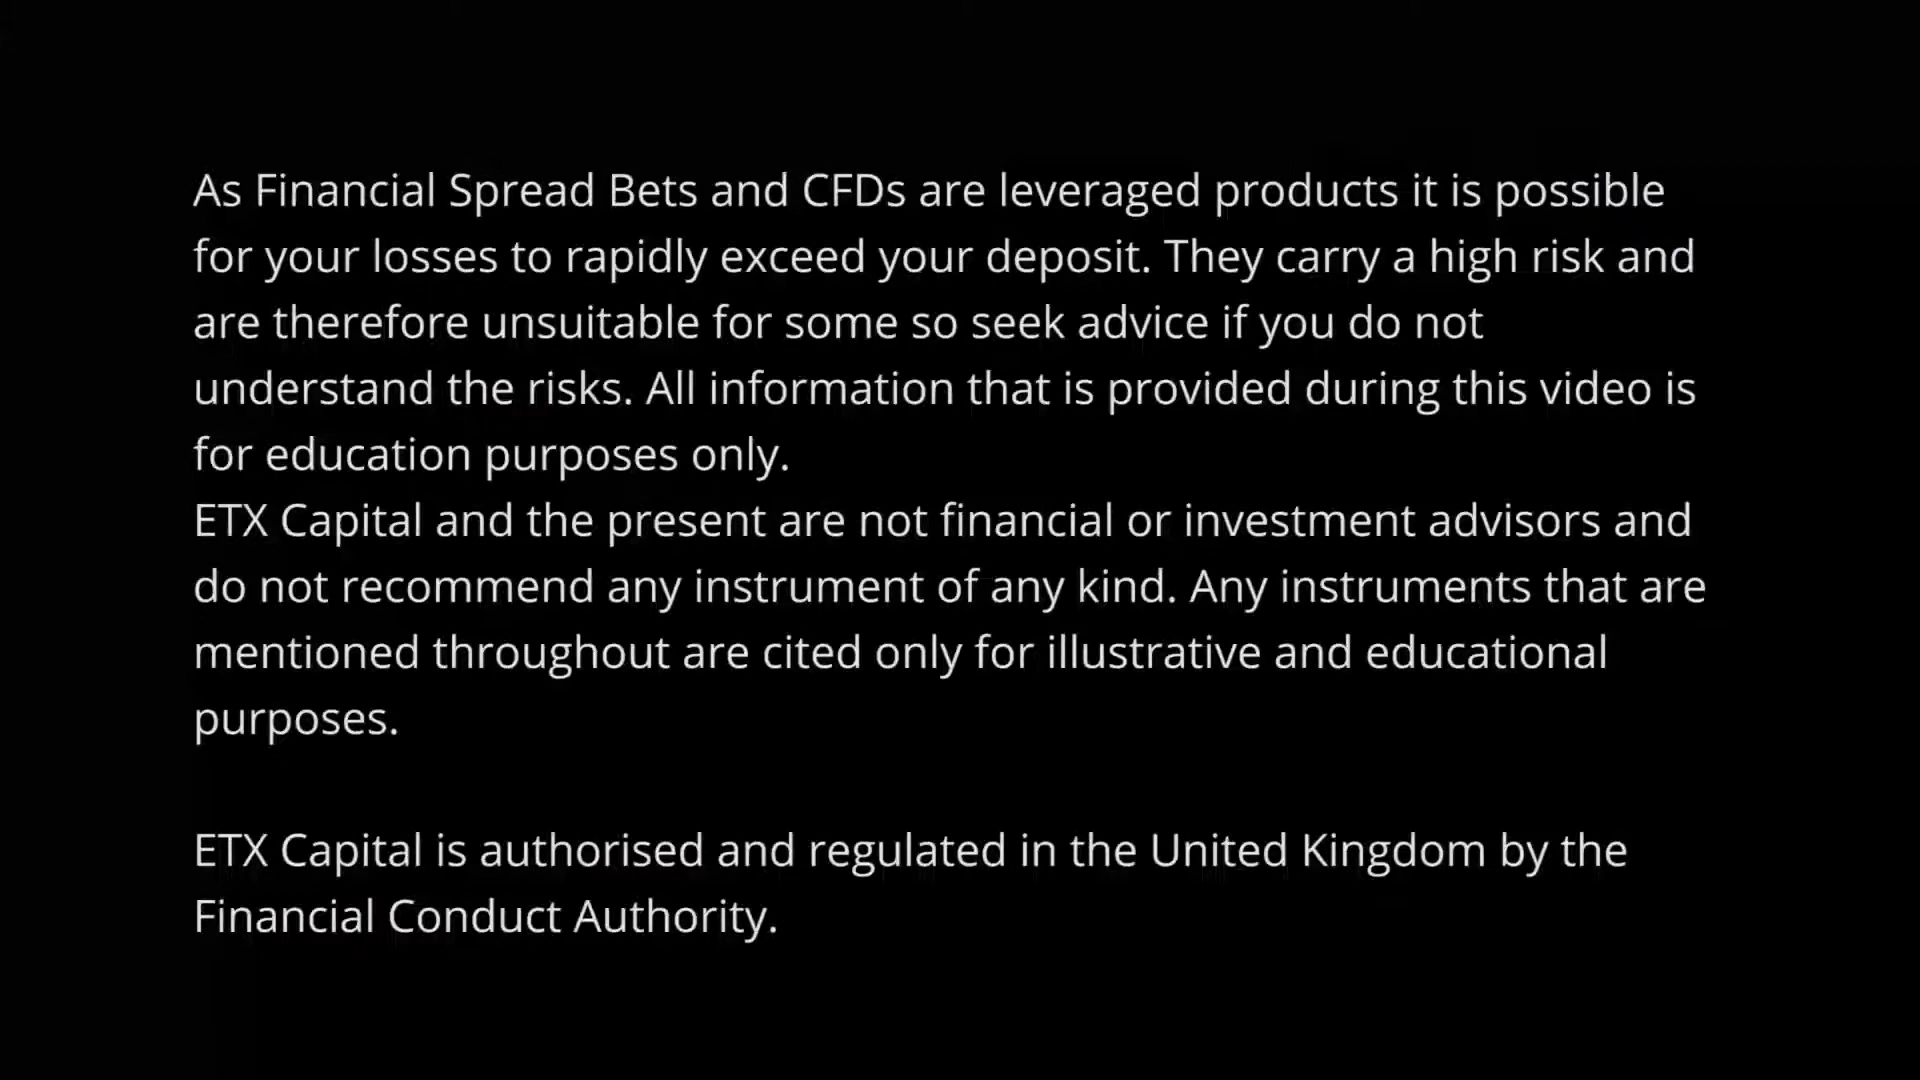 As Financial Spread Bets and CFDs are leveraged products it is possible
for your losses to rapidly exceed your deposit. They carry a high risk and
are therefore unsuitable for some so seek advice if you do not
understand the risks. All information that is provided during this video is
for education purposes only.
ETX Capital and the present are not financial or investment advisors and
do not recommend any instrument of any kind. Any instruments that are
mentioned throughout are cited only for illustrative and educational
purposes.
ETX Capital is authorised and regulated in the United Kingdom by the
Financial Conduct Authority.